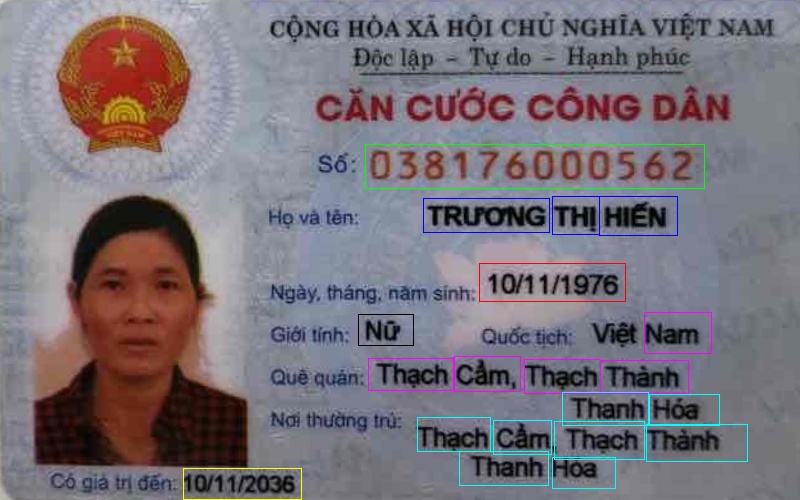 CỘNG HÒA XÃ HỘI CHỦ NGHĨA VIỆT NAM
Độc lập - Tự do - Hạnh phúc
CĂN CƯỚC CÔNG DÂN
Số: 038176000562
Họ và tên: TRƯƠNG THỊ HIẾN
Ngày, tháng, năm sinh: 10/11/1976
Giới tính: Nữ Quốc tịch: Việt Nam
Quê quán: Thạch Cẩm, Thạch Thành
Thanh Hóa
Nơi thường trú:
Thạch Cẩm, Thạch Thành
Thanh Hóa
Có giá trị đến: 10/11/2036
VIỆT NAM